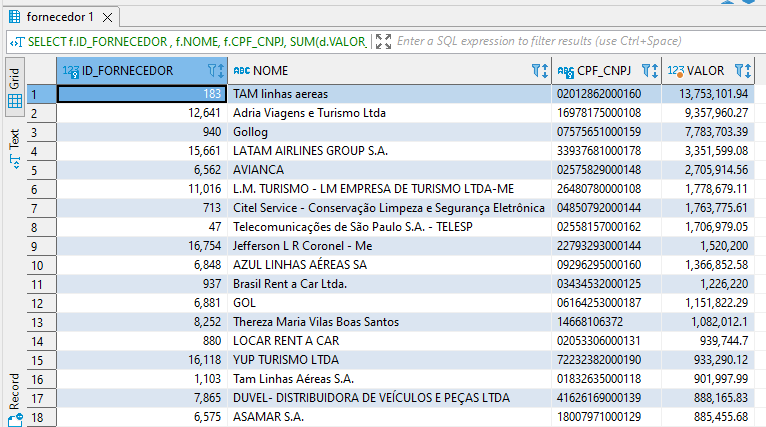 fornecedor 1
SELECT f.ID_FORNECEDOR , f.NOME, f.CPF_CNPJ, SUM(d.VALOR_ Enter a SQL expression to filter results (use Ctrl+Space)
Grid
Text
Record
123 ID_FORNECEDOR ABC NOME ABC CPF_CNPJ 123 VALOR
1 183 TAM linhas aereas 02012862000160 13,753,101.94
2 12,641 Adria Viagens e Turismo Ltda 16978175000108 9,357,960.27
3 940 Gollog 07575651000159 7,783,703.39
4 15,661 LATAM AIRLINES GROUP S.A. 33937681000178 3,351,599.08
5 6,562 AVIANCA 02575829000148 2,705,914.56
6 11,016 L.M. TURISMO - LM EMPRESA DE TURISMO LTDA-ME 26480780000108 1,778,679.11
7 713 Citel Service - Conservação Limpeza e Segurança Eletrônica 04850792000144 1,763,775.61
8 47 Telecomunicações de São Paulo S.A. - TELESP 02558157000162 1,706,979.05
9 16,754 Jefferson L R Coronel - Me 22793293000144 1,520,200
10 6,848 AZUL LINHAS AÉREAS SA 09296295000160 1,366,852.58
11 937 Brasil Rent a Car Ltda. 03434532000125 1,226,220
12 6,881 GOL 06164253000187 1,151,822.29
13 8,252 Thereza Maria Vilas Boas Santos 14668106372 1,082,012.1
14 880 LOCAR RENT A CAR 02053306000131 939,744.7
15 16,118 YUP TURISMO LTDA 72232382000190 933,290.12
16 1,103 Tam Linhas Aéreas S.A. 01832635000118 901,997.99
17 7,865 DUVEL- DISTRIBUIDORA DE VEÍCULOS E PEÇAS LTDA 41626169000139 888,165.83
18 6,575 ASAMAR S.A. 18007971000129 885,455.68